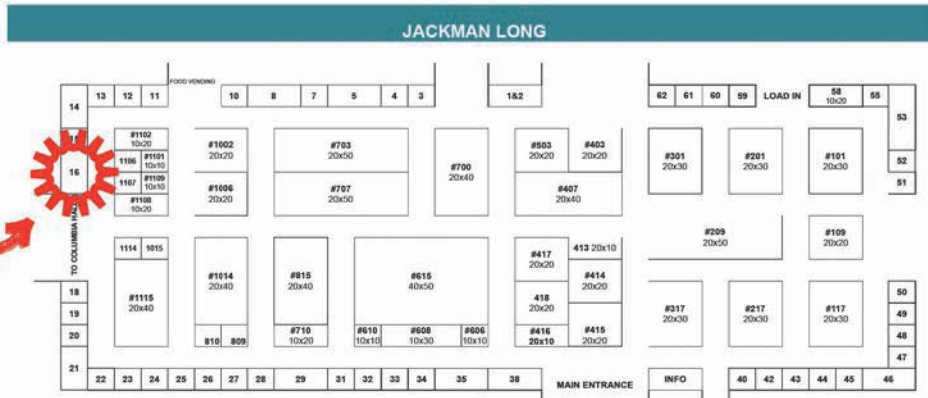 JACKMAN LONG
FOOD VENDING
13 12 11 10 8 7 5 4 3 1&2 62 61 60 59 LOAD IN 58 55
10x20
14
53
#1102
10x20
#1002
20x20
#703
20x50
#700
20x40
#503
20x20
#403
20x20
#301
20x30
#201
20x30
#101
20x30
1106 #1101
10x10
52
16
1107 #1109
10x10
#1006
20x20
#707
20x50
#407
20x40
51
#1108
10x20
TO COLUMBIA HALL
#209
20x50
#109
20x20
1114 1015
#1014
20x40
#815
20x40
#615
40x50
#417
20x20
413 20x10
#414
20x20
18
#1115
20x40
418
20x20
#317
20x30
#217
20x30
#117
20x30
50
19
49
20
810 809
#710
10x20
#610
10x10
#608
10x30
#606
10x10
#416
20x10
#415
20x20
48
47
21
22 23 24 25 26 27 28 29 31 32 33 34 35 38 MAIN ENTRANCE INFO 40 42 43 44 45 46